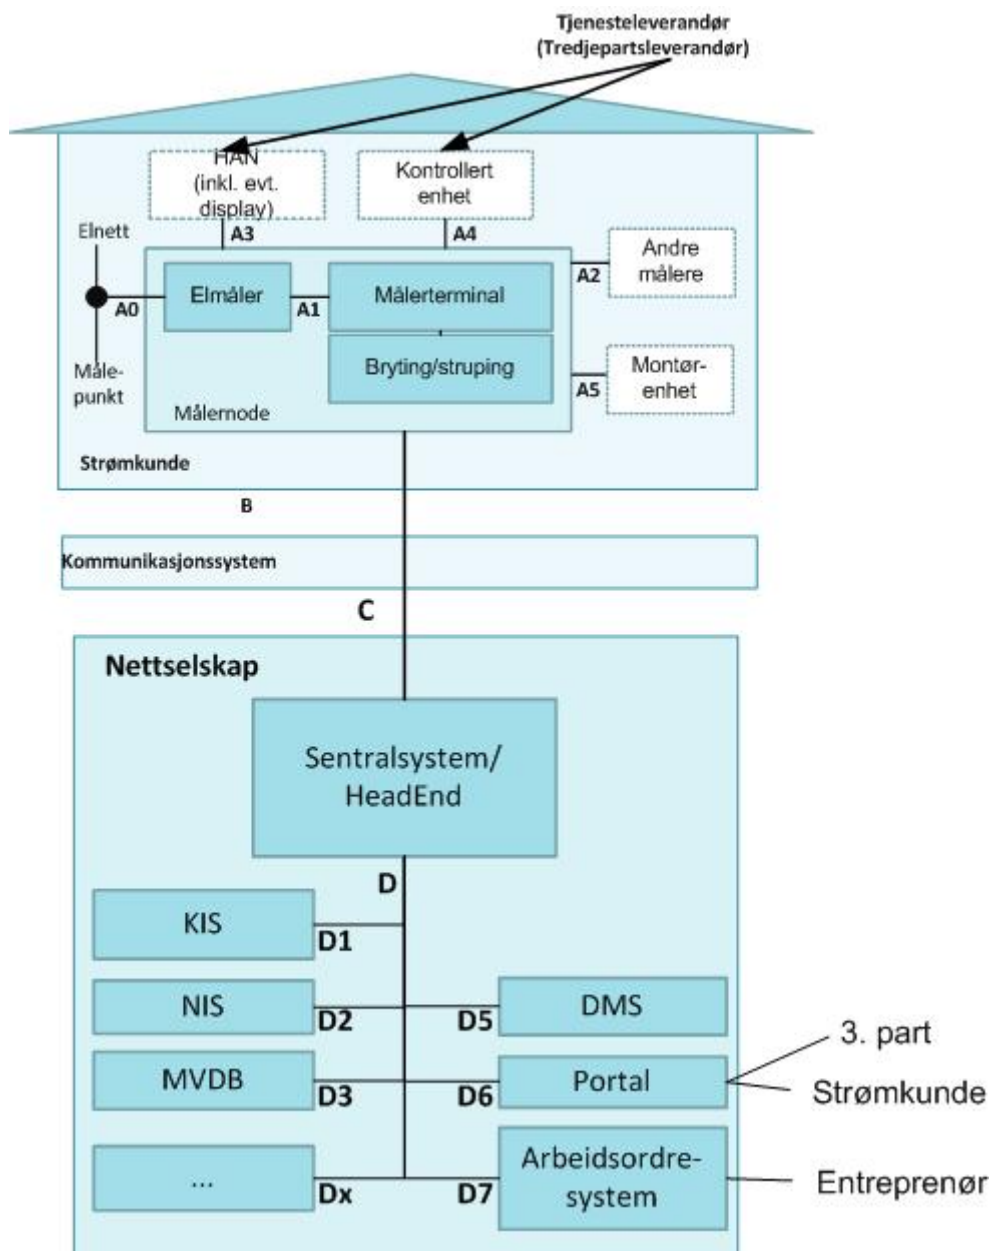 Tjenesteleverandør
(Tredjepartsleverandør)
HAN
(inkl. evt.
display)
Kontrollert
enhet
Elnett
A3
A4
Andre
målere
A2
A0
Elmåler
A1
Målerterminal
Bryting/struping
Måle-
punkt
Montør-
enhet
A5
Målernode
Strømkunde
B
Kommunikasjonssystem
C
Nettselskap
Sentralsystem/
HeadEnd
D
KIS
D1
NIS
D2
D5
DMS
3. part
MVDB
D3
D6
Portal
Strømkunde
...
Dx
D7
Arbeidsordre-
system
Entreprenør